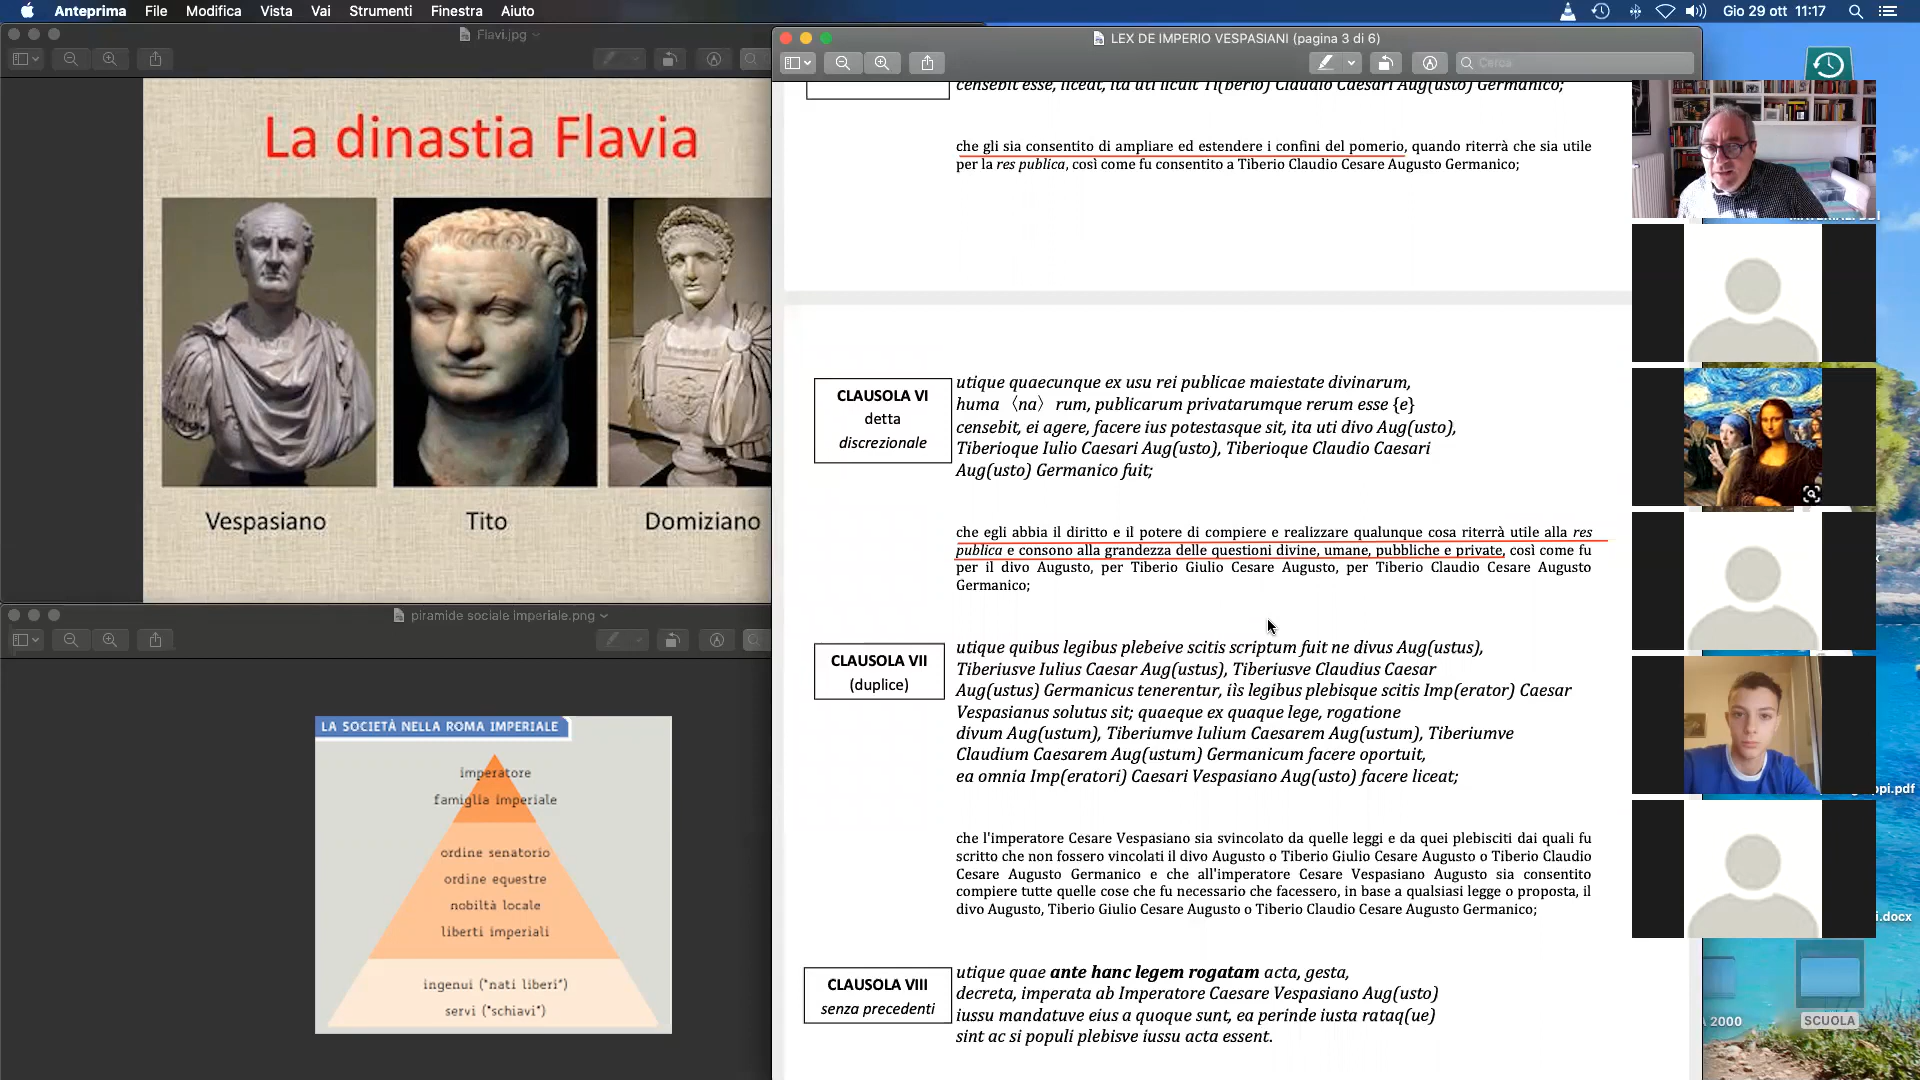 Anteprima File Modifica Vista Vai Strumenti Finestra Aiuto
Gio 29 ott 11:17
Flavi.jpg
La dinastia Flavia
Vespasiano Tito Domiziano
piramide sociale imperiale.png
LA SOCIETÀ NELLA ROMA IMPERIALE
imperatore
famiglia imperiale
ordine senatorio
ordine equestre
nobiltà locale
liberti imperiali
ingenui ("nati liberi")
servi ("schiavi")
LEX DE IMPERIO VESPASIANI (pagina 3 di 6)
Cerca
censebit esse, liceat, ita uti licuit Ti(berio) Claudio Caesari Aug(usto) Germanico;
che gli sia consentito di ampliare ed estendere i confini del pomerio, quando riterrà che sia utile
per la res publica, così come fu consentito a Tiberio Claudio Cesare Augusto Germanico;
CLAUSOLA VI
detta
discrezionale
utique quaecunque ex usu rei publicae maiestate divinarum,
huma〈na〉rum, publicarum privatarumque rerum esse {e}
censebit, ei agere, facere ius potestasque sit, ita uti divo Aug(usto),
Tiberioque Iulio Caesari Aug(usto), Tiberioque Claudio Caesari
Aug(usto) Germanico fuit;
che egli abbia il diritto e il potere di compiere e realizzare qualunque cosa riterrà utile alla res
publica e consono alla grandezza delle questioni divine, umane, pubbliche e private, così come fu
per il divo Augusto, per Tiberio Giulio Cesare Augusto, per Tiberio Claudio Cesare Augusto
Germanico;
CLAUSOLA VII
(duplice)
utique quibus legibus plebeive scitis scriptum fuit ne divus Aug(ustus),
Tiberiusve Iulius Caesar Aug(ustus), Tiberiusve Claudius Caesar
Aug(ustus) Germanicus tenerentur, iìs legibus plebisque scitis Imp(erator) Caesar
Vespasianus solutus sit; quaeque ex quaque lege, rogatione
divum Aug(ustum), Tiberiumve Iulium Caesarem Aug(ustum), Tiberiumve
Claudium Caesarem Aug(ustum) Germanicum facere oportuit,
ea omnia Imp(eratori) Caesari Vespasiano Aug(usto) facere liceat;
che l'imperatore Cesare Vespasiano sia svincolato da quelle leggi e da quei plebisciti dai quali fu
scritto che non fossero vincolati il divo Augusto o Tiberio Giulio Cesare Augusto o Tiberio Claudio
Cesare Augusto Germanico e che all'imperatore Cesare Vespasiano Augusto sia consentito
compiere tutte quelle cose che fu necessario che facessero, in base a qualsiasi legge o proposta, il
divo Augusto, Tiberio Giulio Cesare Augusto o Tiberio Claudio Cesare Augusto Germanico;
CLAUSOLA VIII
senza precedenti
utique quae ante hanc legem rogatam acta, gesta,
decreta, imperata ab Imperatore Caesare Vespasiano Aug(usto)
iussu mandatuve eius a quoque sunt, ea perinde iusta rataq(ue)
sint ac si populi plebisve iussu acta essent.
ppi.pdf
i.docx
2000
SCUOLA